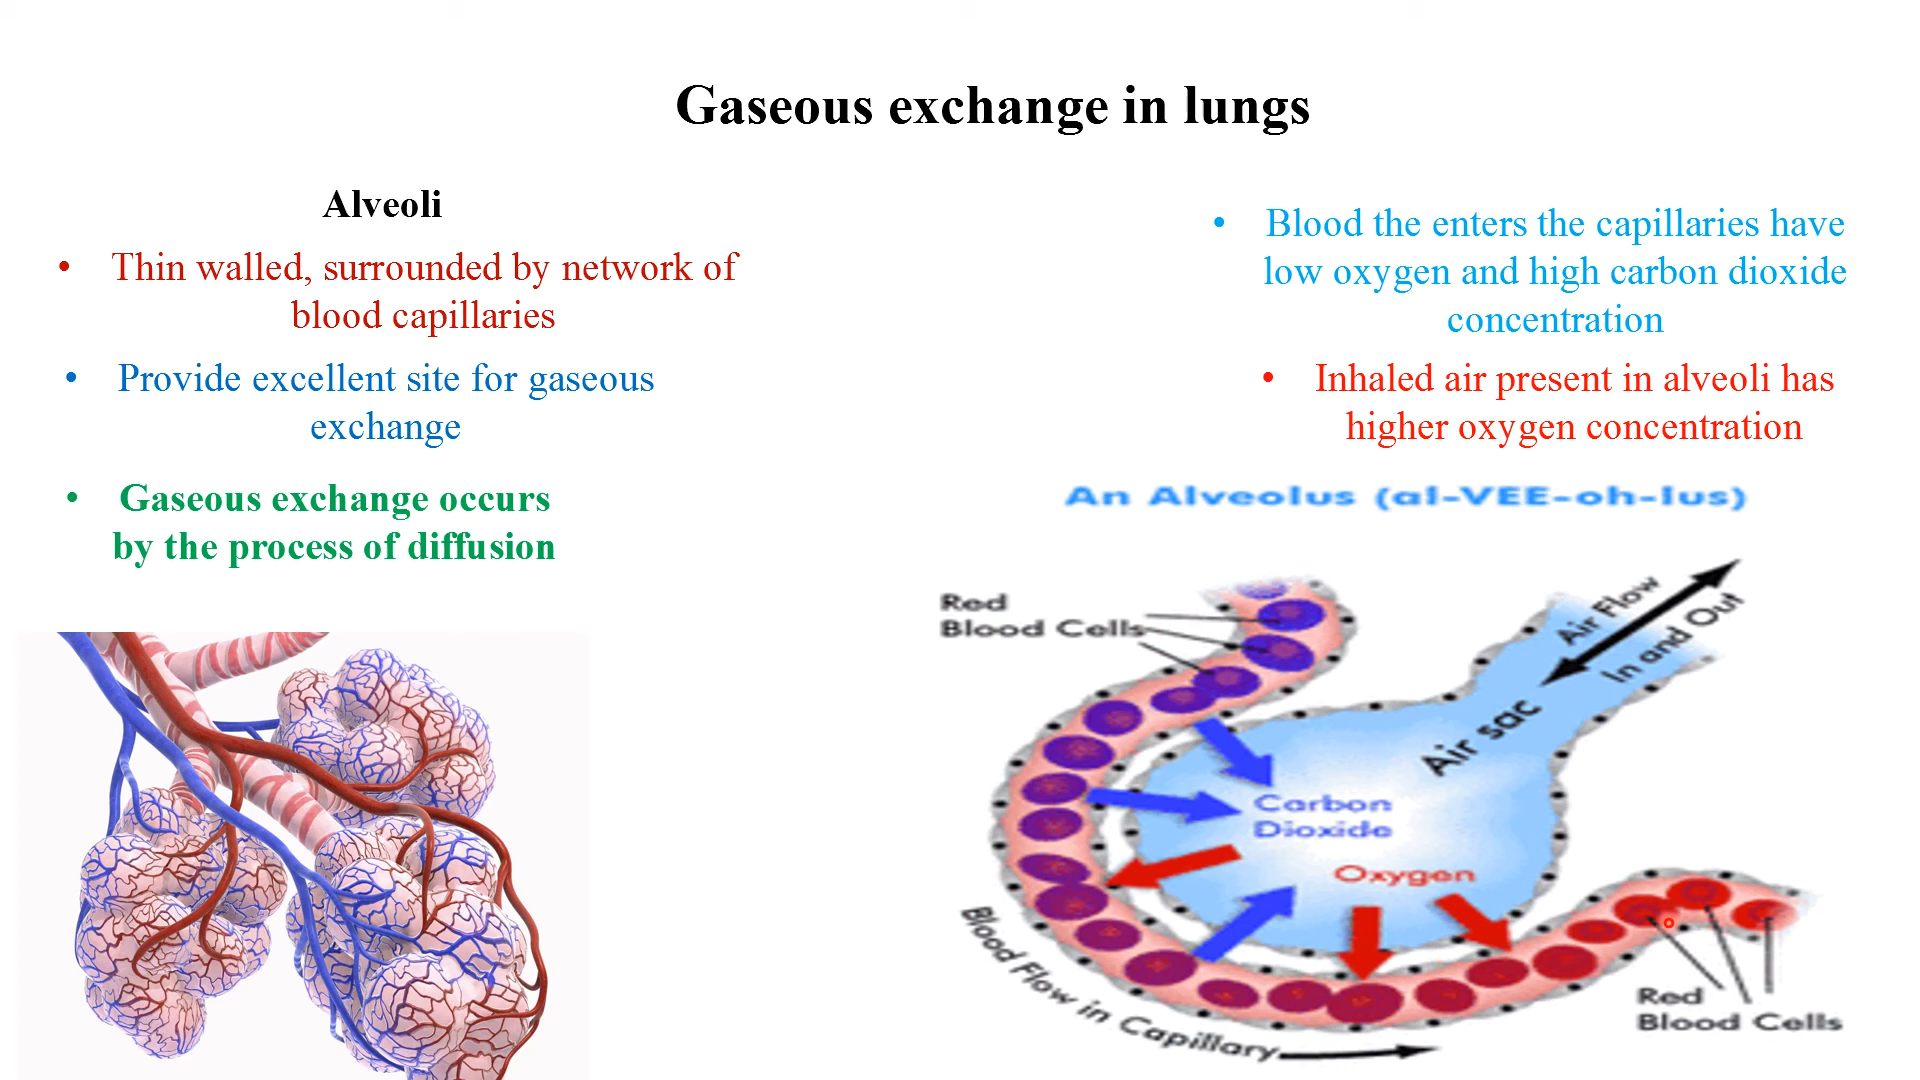 Gaseous exchange in lungs
Alveoli
• Thin walled, surrounded by network of
blood capillaries
• Provide excellent site for gaseous
exchange
• Gaseous exchange occurs
by the process of diffusion
• Blood the enters the capillaries have
low oxygen and high carbon dioxide
concentration
• Inhaled air present in alveoli has
higher oxygen concentration
An Alveolus (al-VEE-oh-lus)
Red
Blood Cells
Air Flow
In and Out
Air sac
Carbon
Dioxide
Oxygen
Blood Flow in Capillary
Red
Blood Cells